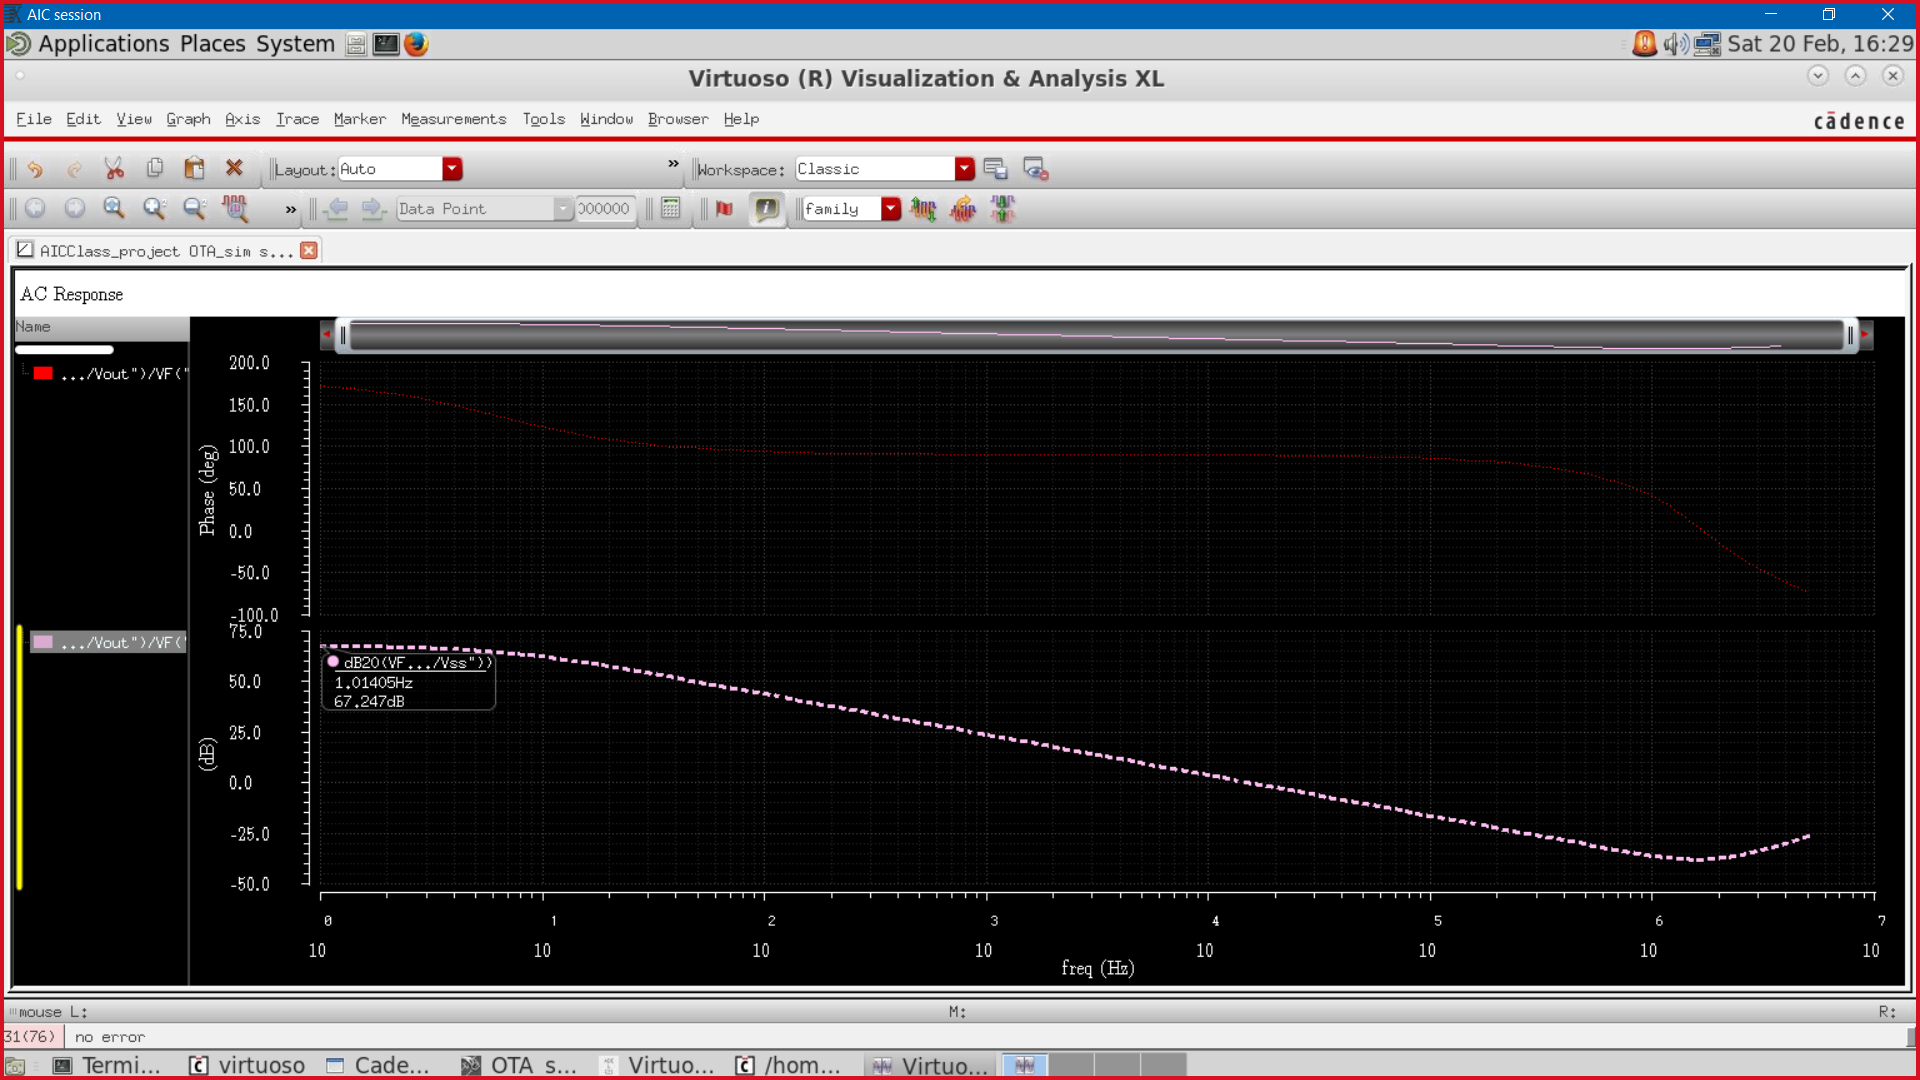 AIC session
Applications Places System
Sat 20 Feb, 16:29
Virtuoso (R) Visualization & Analysis XL
File Edit View Graph Axis Trace Marker Measurements Tools Window Browser Help
cādence
Layout: Auto
» Workspace: Classic
» Data Point
000000
family
AICClass_project OTA_sim s...
AC Response
Name
.../Vout")/VF("
200.0
150.0
100.0
50.0
0.0
-50.0
-100.0
Phase (deg)
.../Vout")/VF("
75.0
50.0
25.0
0.0
-25.0
-50.0
(dB)
dB20(VF.../Vss"))
1.01405Hz
67.247dB
0 1 2 3 4 5 6 7
10 10 10 10 10 10 10 10
freq (Hz)
mouse L: M: R:
31(76) no error
Termi... virtuoso Cade... OTA s... Virtuo... /hom... Virtuo...